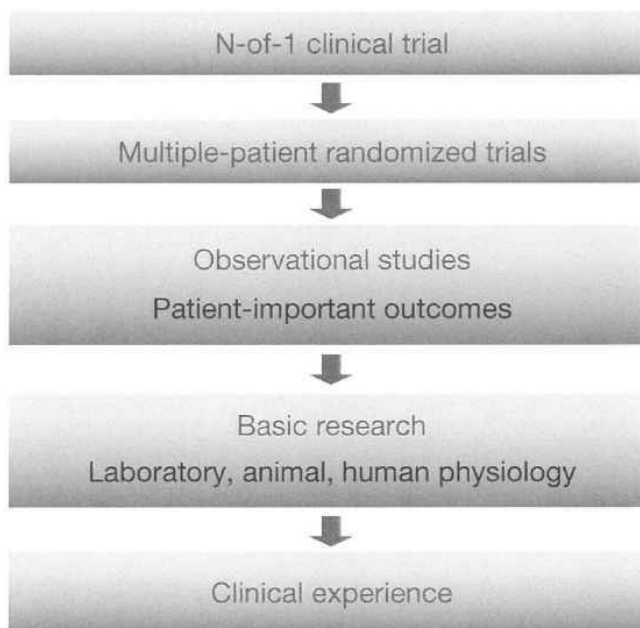 N-of-1 clinical trial
Multiple-patient randomized trials
Observational studies
Patient-important outcomes
Basic research
Laboratory, animal, human physiology
Clinical experience